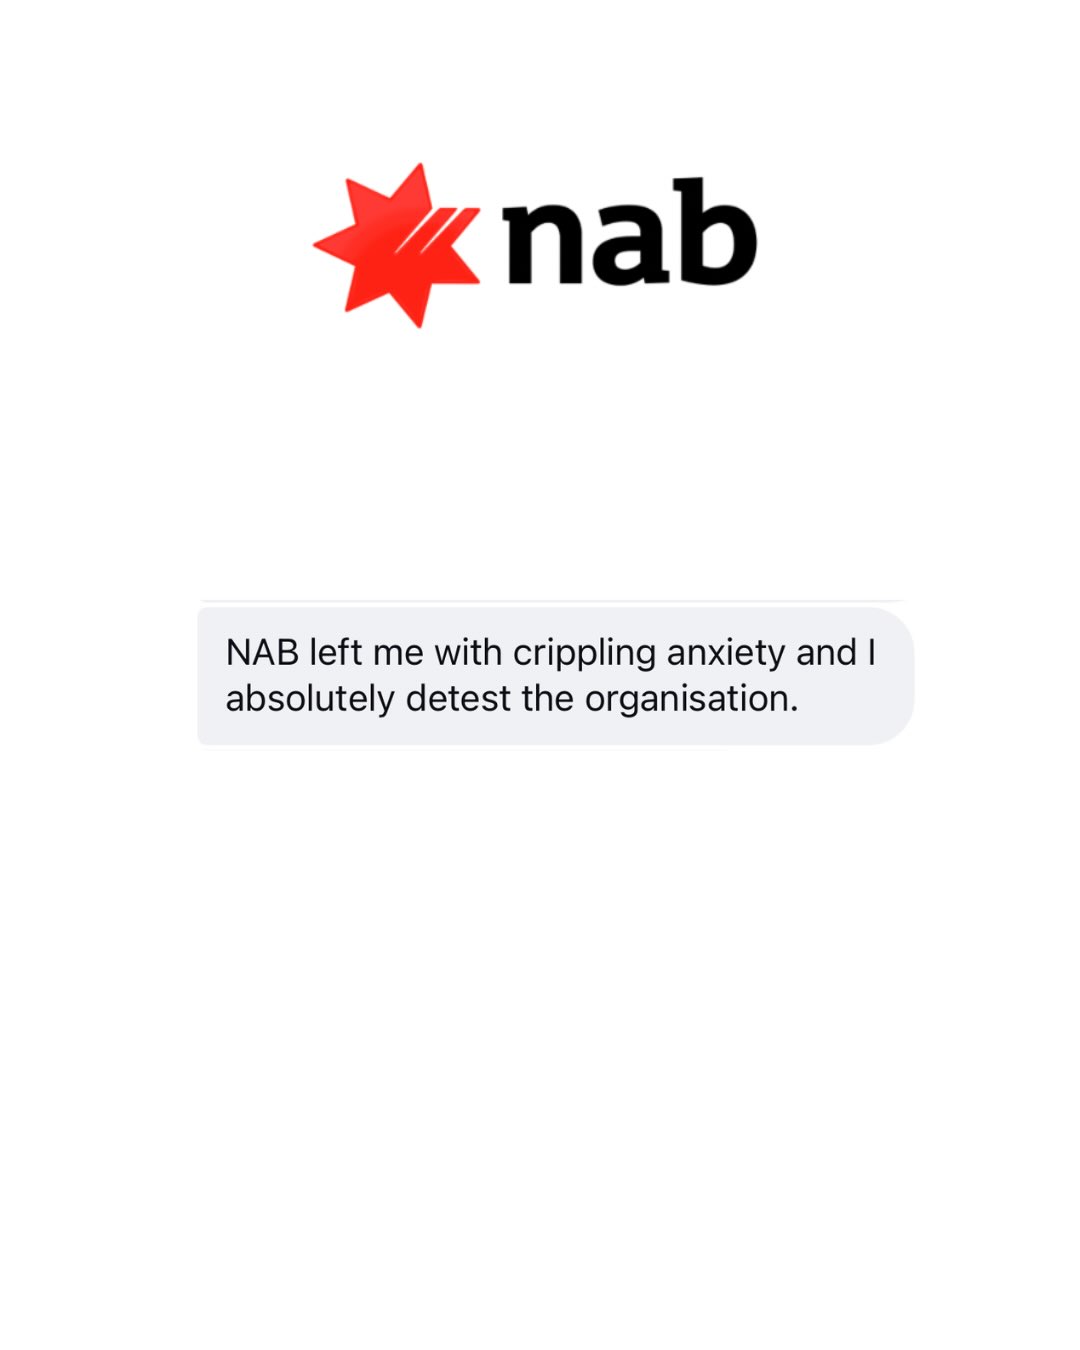 nab
NAB left me with crippling anxiety and I
absolutely detest the organisation.